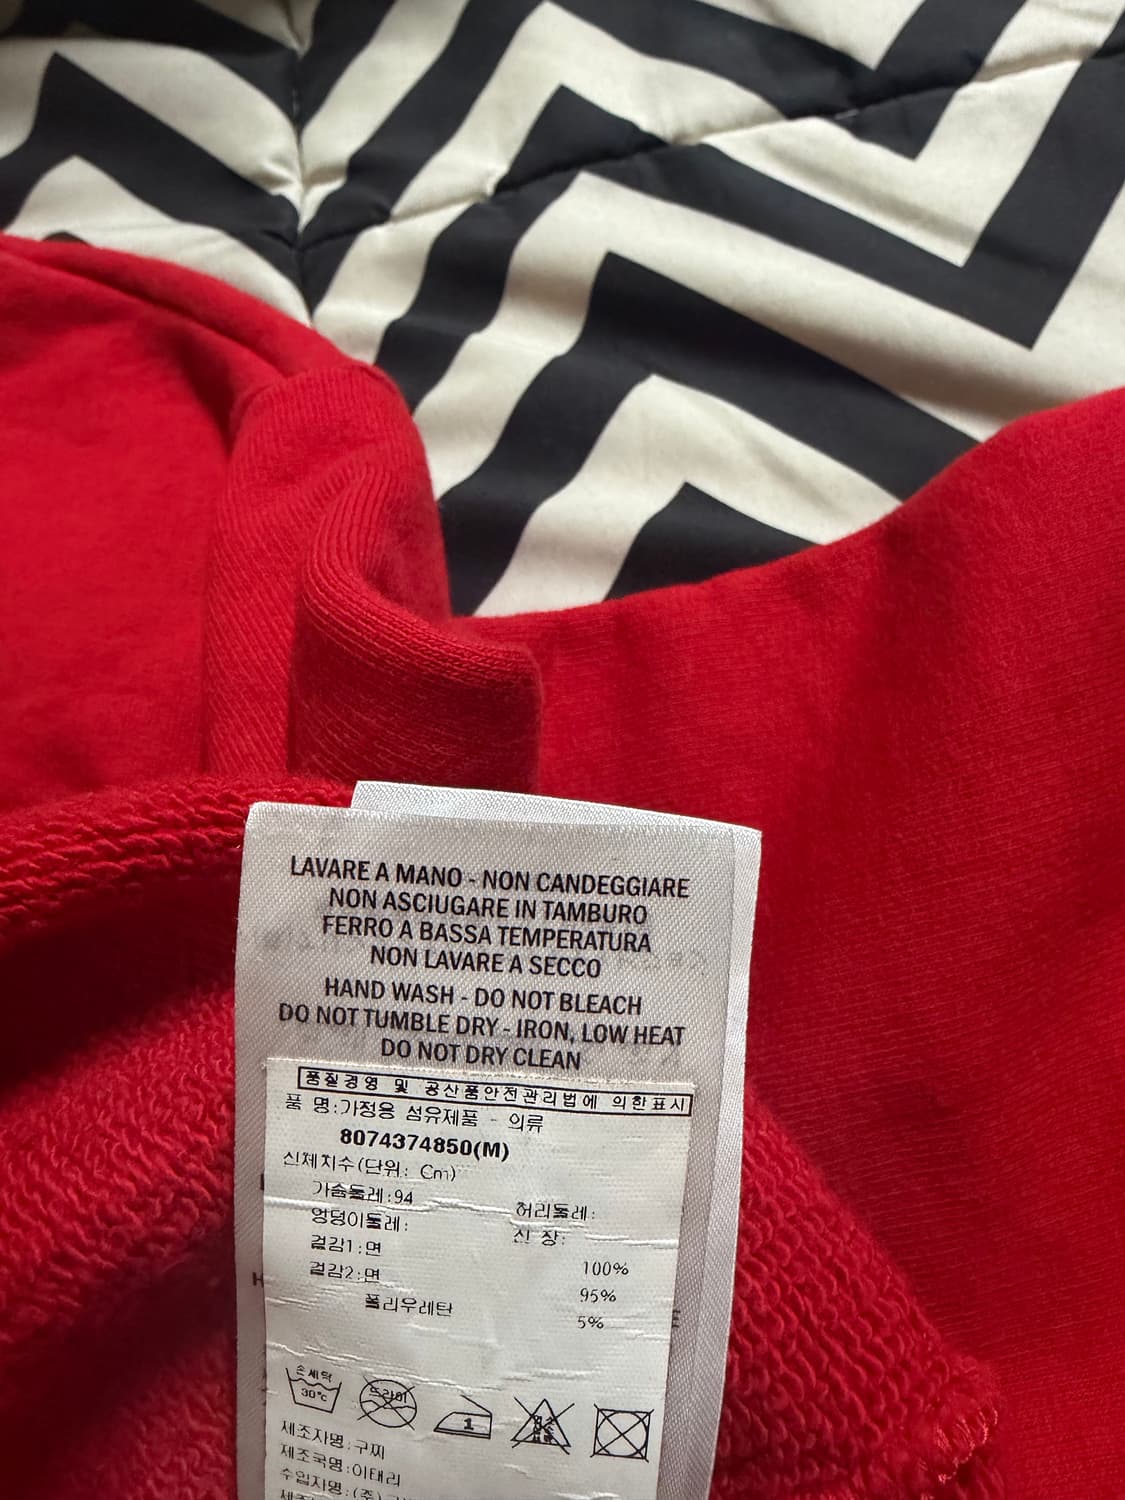 LAVARE A MANO - NON CANDEGGIARE
NON ASCIUGARE IN TAMBURO
FERRO A BASSA TEMPERATURA
NON LAVARE A SECCO
HAND WASH - DO NOT BLEACH
DO NOT TUMBLE DRY - IRON, LOW HEAT
DO NOT DRY CLEAN
품질경영 및 공산품안전관리법에 의한표시
품 명:가정용 섬유제품 - 의류
8074374850(M)
신체치수(단위: Cm)
가슴둘레:94 허리둘레:
엉덩이둘레: 신 장:
겉감1:면 100%
겉감2:면 95%
폴리우레탄 5%
손세탁
30°c
드라이
1
제조자명:구찌
제조국명:이태리
수입자명:(주)